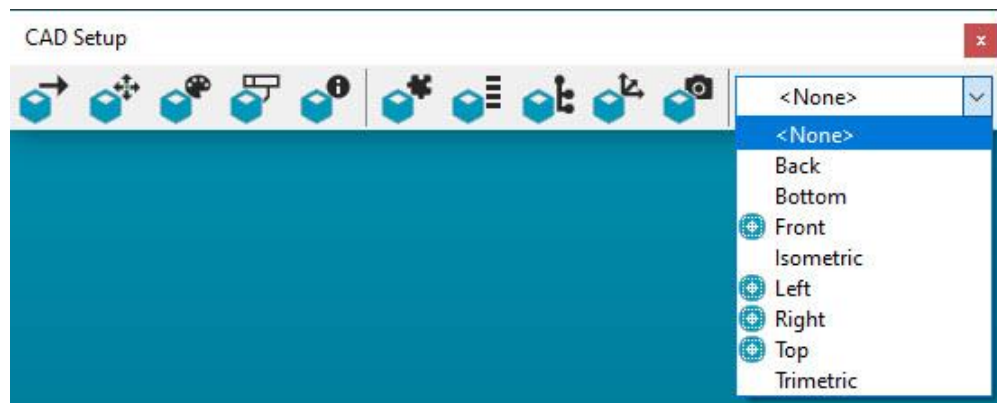 CAD Setup
x
<None>
<None>
Back
Bottom
Front
Isometric
Left
Right
Top
Trimetric